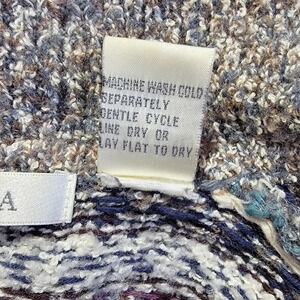 MACHINE WASH COLD
SEPARATELY
GENTLE CYCLE
LINE DRY OR
LAY FLAT TO DRY
A